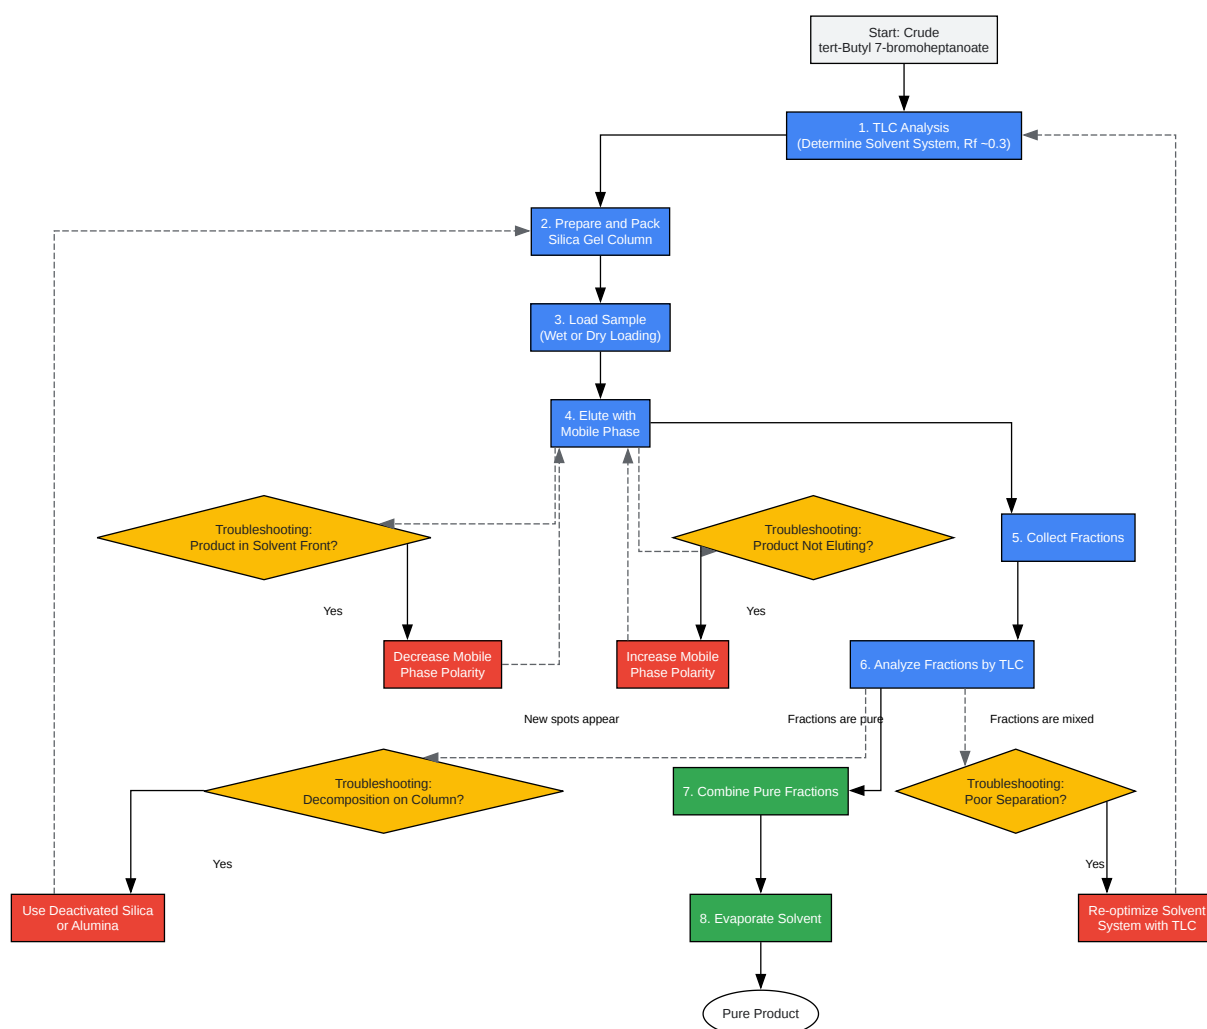 Start: Crude
tert-Butyl 7-bromoheptanoate
1. TLC Analysis
(Determine Solvent System, Rf ~0.3)
2. Prepare and Pack
Silica Gel Column
3. Load Sample
(Wet or Dry Loading)
4. Elute with
Mobile Phase
Troubleshooting:
Product in Solvent Front?
Troubleshooting:
Product Not Eluting?
5. Collect Fractions
Yes
Yes
Decrease Mobile
Phase Polarity
Increase Mobile
Phase Polarity
6. Analyze Fractions by TLC
New spots appear
Fractions are pure
Fractions are mixed
Troubleshooting:
Decomposition on Column?
7. Combine Pure Fractions
Troubleshooting:
Poor Separation?
Yes
Yes
Use Deactivated Silica
or Alumina
8. Evaporate Solvent
Re-optimize Solvent
System with TLC
Pure Product